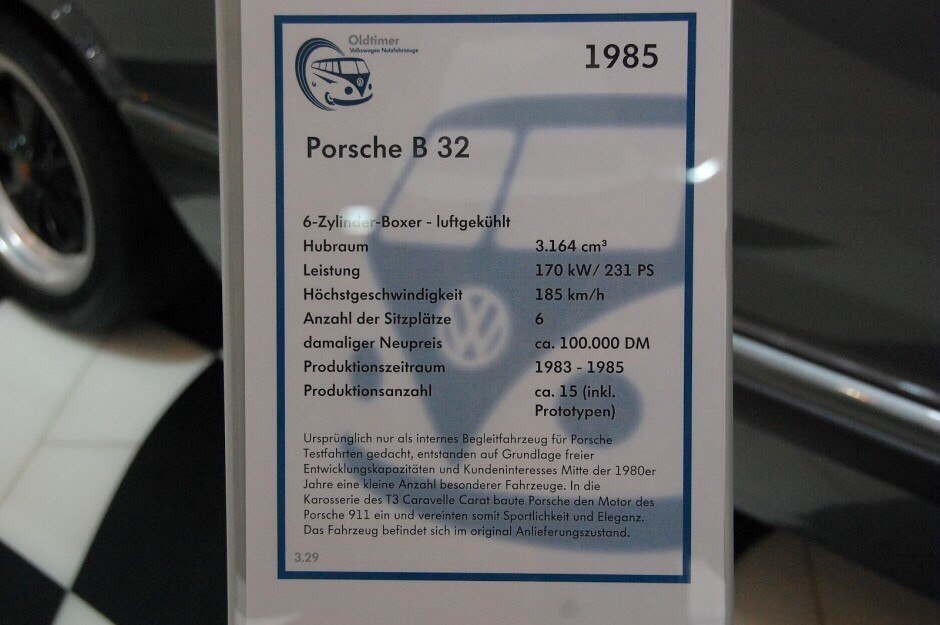 Oldtimer
Volkswagen Nutzfahrzeuge
1985
Porsche B 32
6-Zylinder-Boxer - luftgekühlt
Hubraum 3.164 cm³
Leistung 170 kW/ 231 PS
Höchstgeschwindigkeit 185 km/h
Anzahl der Sitzplätze 6
damaliger Neupreis ca. 100.000 DM
Produktionszeitraum 1983 - 1985
Produktionsanzahl ca. 15 (inkl.
Prototypen)
Ursprünglich nur als internes Begleitfahrzeug für Porsche
Testfahrten gedacht, entstanden auf Grundlage freier
Entwicklungskapazitäten und Kundeninteresses Mitte der 1980er
Jahre eine kleine Anzahl besonderer Fahrzeuge. In die
Karosserie des T3 Caravelle Carat baute Porsche den Motor des
Porsche 911 ein und vereinten somit Sportlichkeit und Eleganz.
Das Fahrzeug befindet sich im original Anlieferungszustand.
3.29